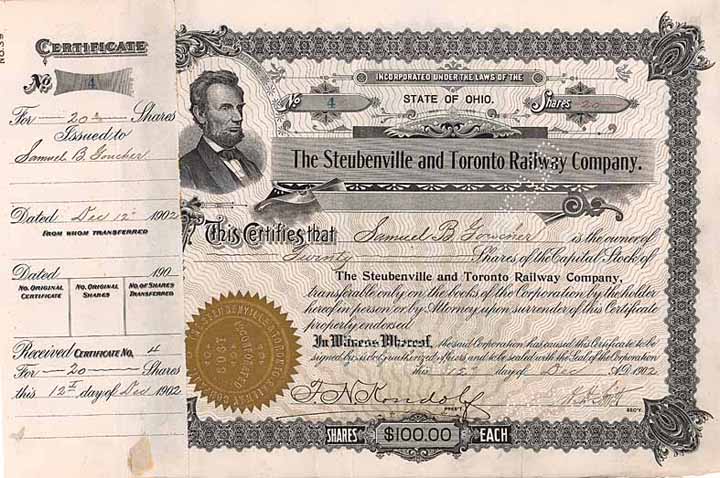 NO.39
CERTIFICATE
No. 4
For 20 Shares
Issued to
Samuel B Goucher
Dated Dec 12 1902
FROM WHOM TRANSFERRED
Dated 190
NO. ORIGINAL CERTIFICATE
NO. ORIGINAL SHARES
NO. OF SHARES TRANSFERRED
Received CERTIFICATE No. 4
For 20 Shares
this 12th day of Dec 1902
INCORPORATED UNDER THE LAWS OF THE
No 4 STATE OF OHIO. Shares 20
The Steubenville and Toronto Railway Company.
This Certifies that Samuel B Goucher is the owner of
Twenty Shares of the Capital Stock of
The Steubenville and Toronto Railway Company,
transferable only on the books of the Corporation by the holder
hereof in person or by Attorney upon surrender of this Certificate
properly endorsed
In Witness Whereof, the said Corporation has caused this Certificate to be
signed by its duly authorized officers and to be sealed with the Seal of the Corporation
this 15th day of Dec A.D. 1902
PRES'T.
SEC'Y.
SHARES $100.00 EACH